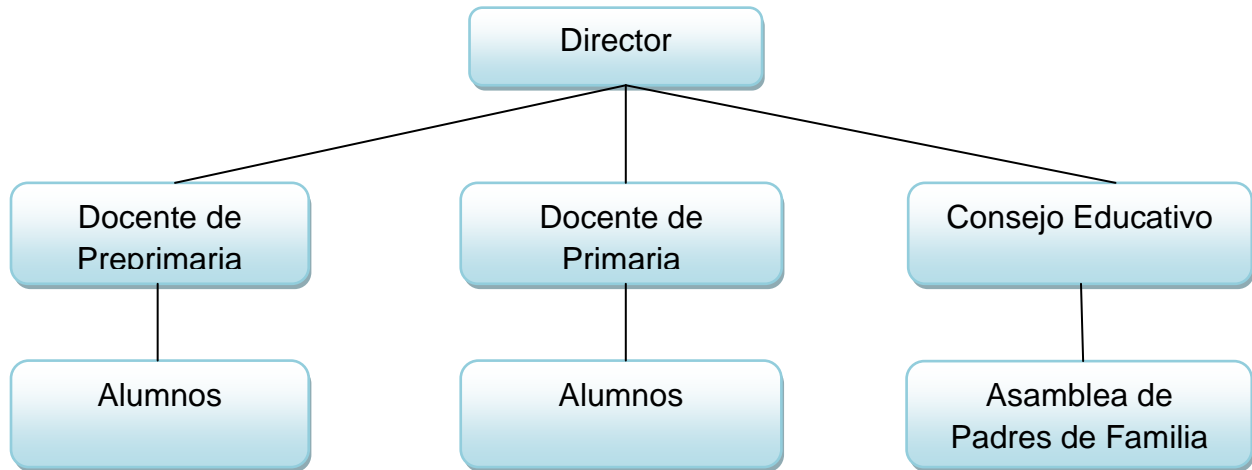 Director
Docente de
Preprimaria
Docente de
Primaria
Consejo Educativo
Alumnos
Alumnos
Asamblea de
Padres de Familia